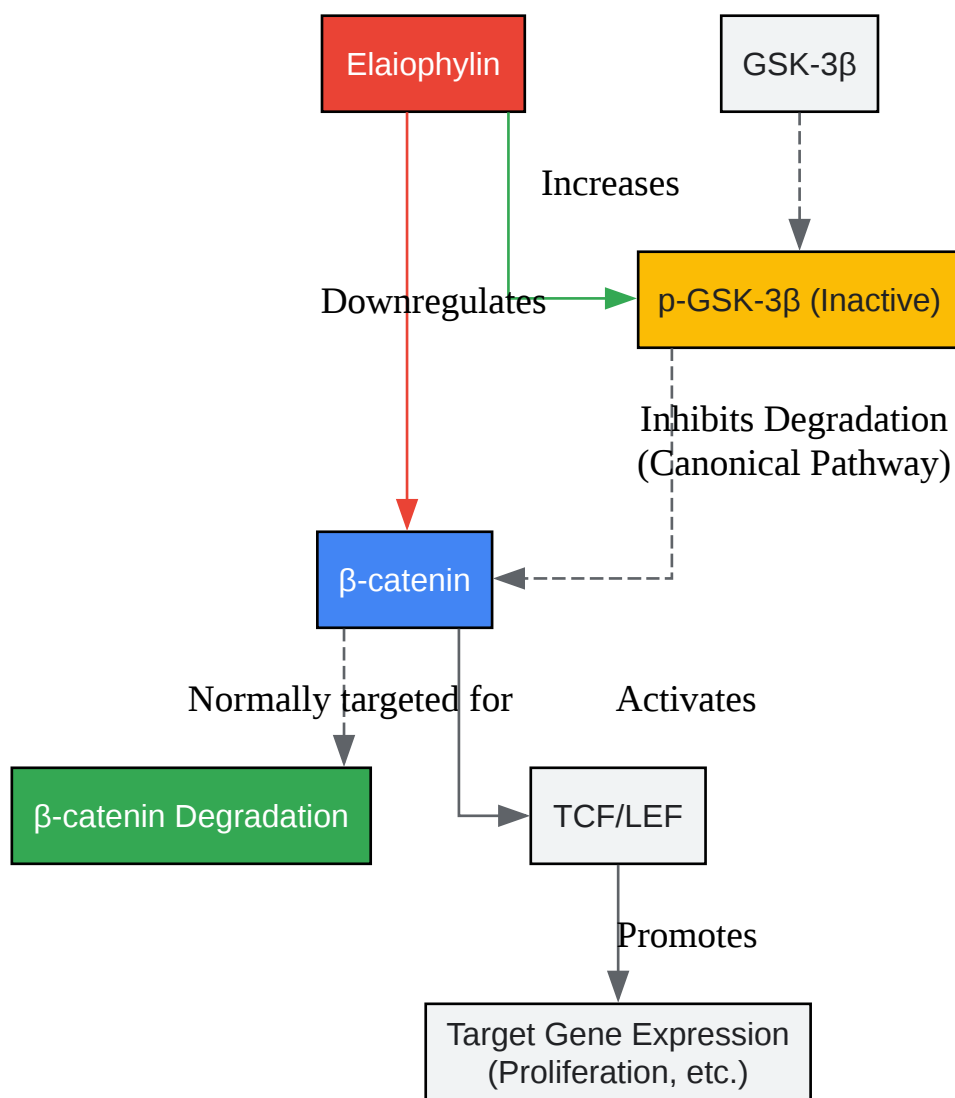 Elaiophylin
GSK-3β
Increases
Downregulates
p-GSK-3β (Inactive)
Inhibits Degradation
(Canonical Pathway)
β-catenin
Normally targeted for
Activates
β-catenin Degradation
TCF/LEF
Promotes
Target Gene Expression
(Proliferation, etc.)